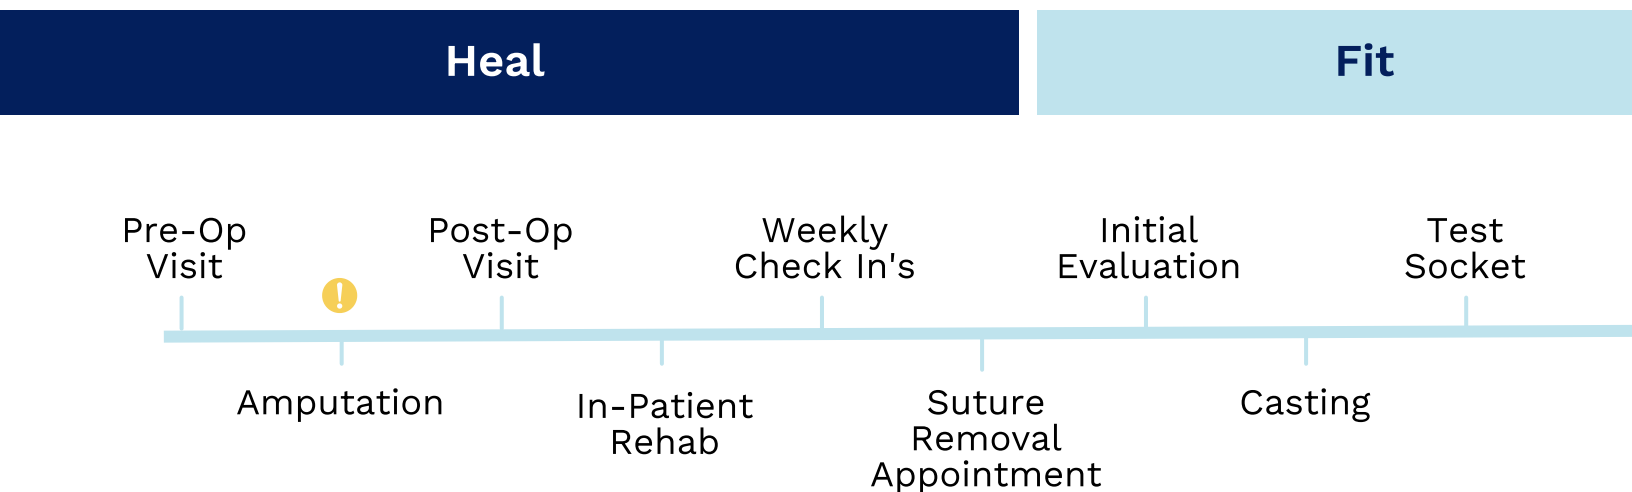 Heal
Fit
Pre-Op
Visit
Post-Op
Visit
Weekly
Check In's
Initial
Evaluation
Test
Socket
!
Amputation
In-Patient
Rehab
Suture
Removal
Appointment
Casting